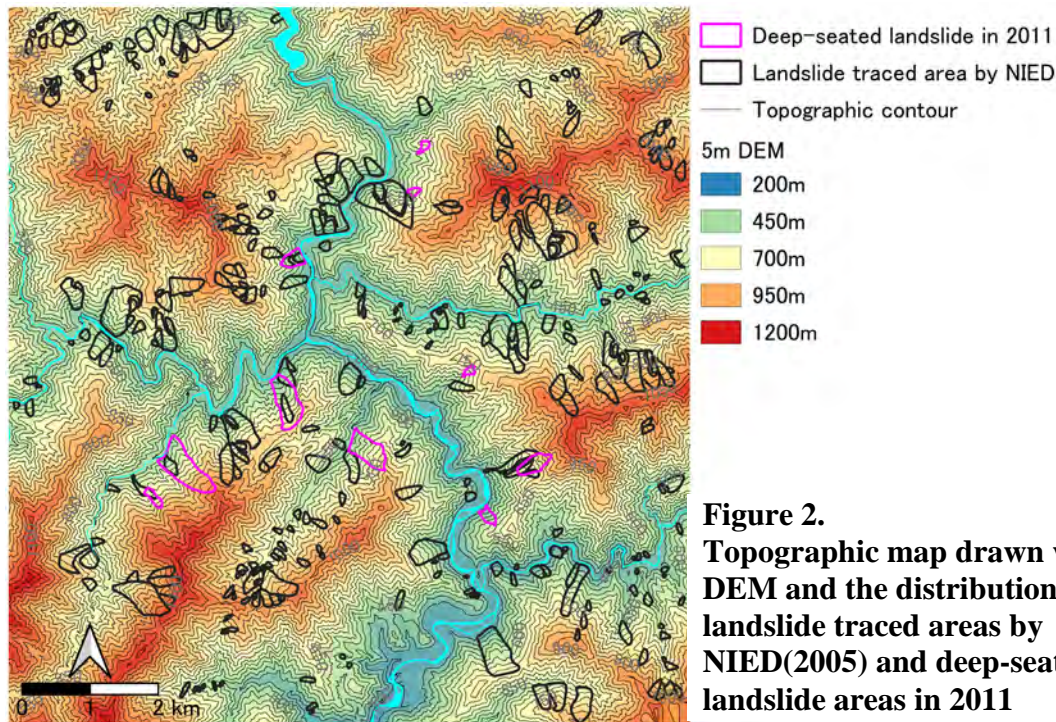 Deep-seated landslide in 2011
Landslide traced area by NIED
Topographic contour
5m DEM
200m
450m
700m
950m
1200m
0 1 2 km
Figure 2.
Topographic map drawn
DEM and the distribution
landslide traced areas by
NIED(2005) and deep-seat
landslide areas in 2011